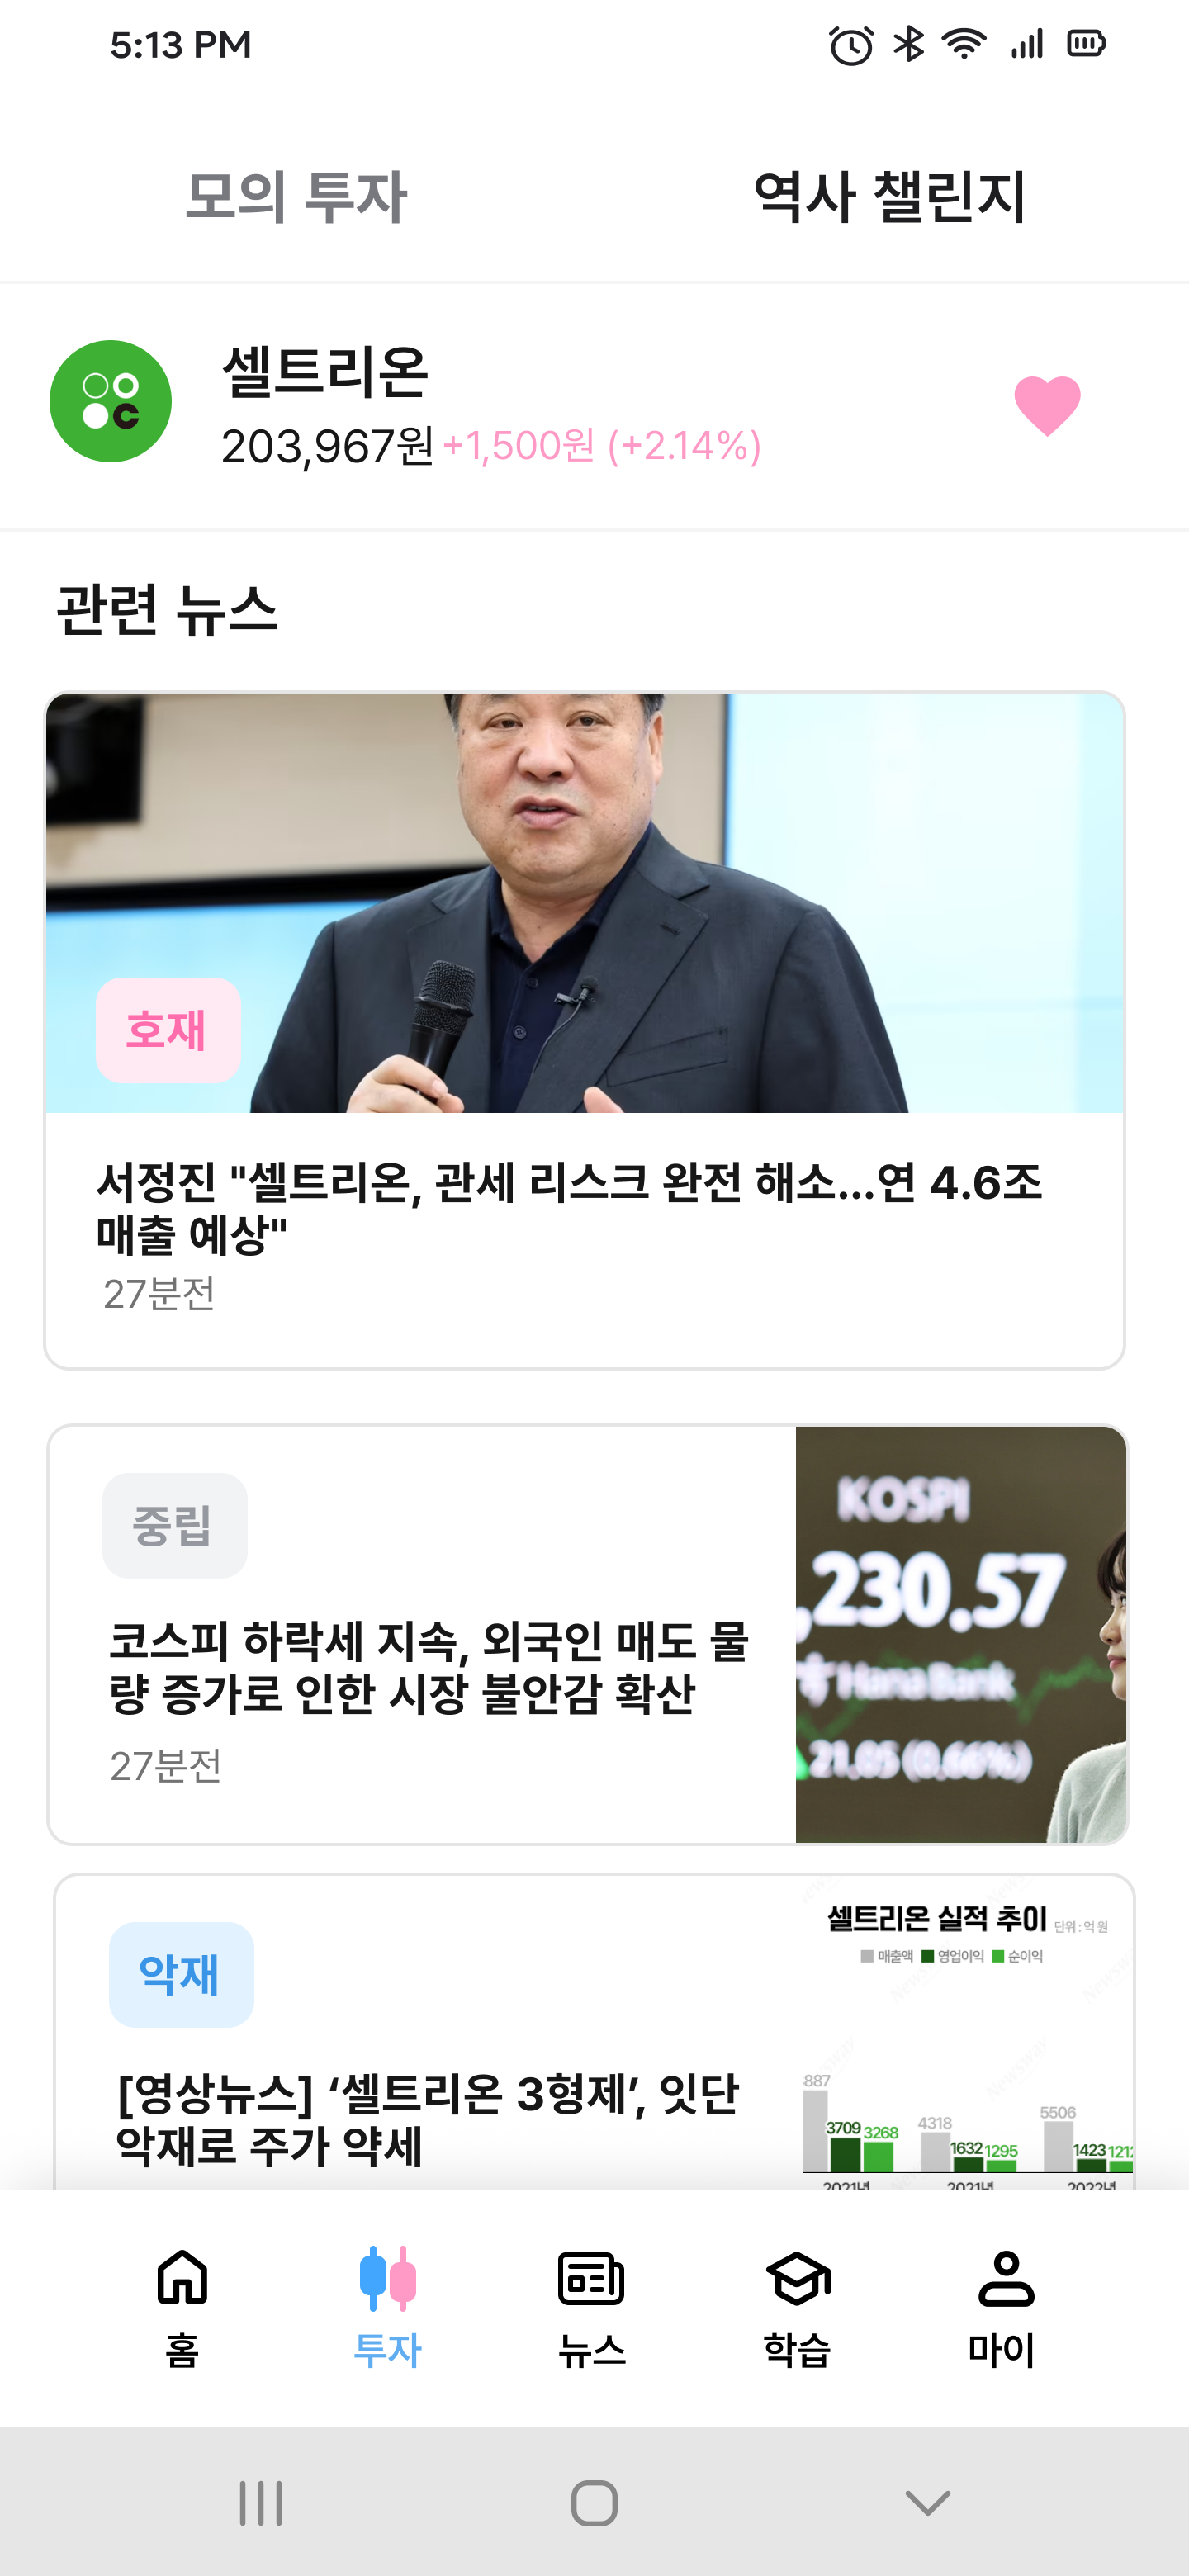 5:13 PM
모의 투자
역사 챌린지
C
셀트리온
203,967원 +1,500원 (+2.14%)
관련 뉴스
호재
서정진 "셀트리온, 관세 리스크 완전 해소...연 4.6조
매출 예상"
27분전
중립
코스피 하락세 지속, 외국인 매도 물
량 증가로 인한 시장 불안감 확산
27분전
KOSPI
,230.57
Hana Bank
▲21.05 (0.66%)
악재
[영상뉴스] ‘셀트리온 3형제’, 잇단
악재로 주가 약세
셀트리온 실적 추이 단위 : 억 원
매출액 영업이익 순이익
887
3709 3268
4318
1632 1295
5506
1423 1212
2021년 2021년 2022년
Newsway
홈
투자
뉴스
학습
마이